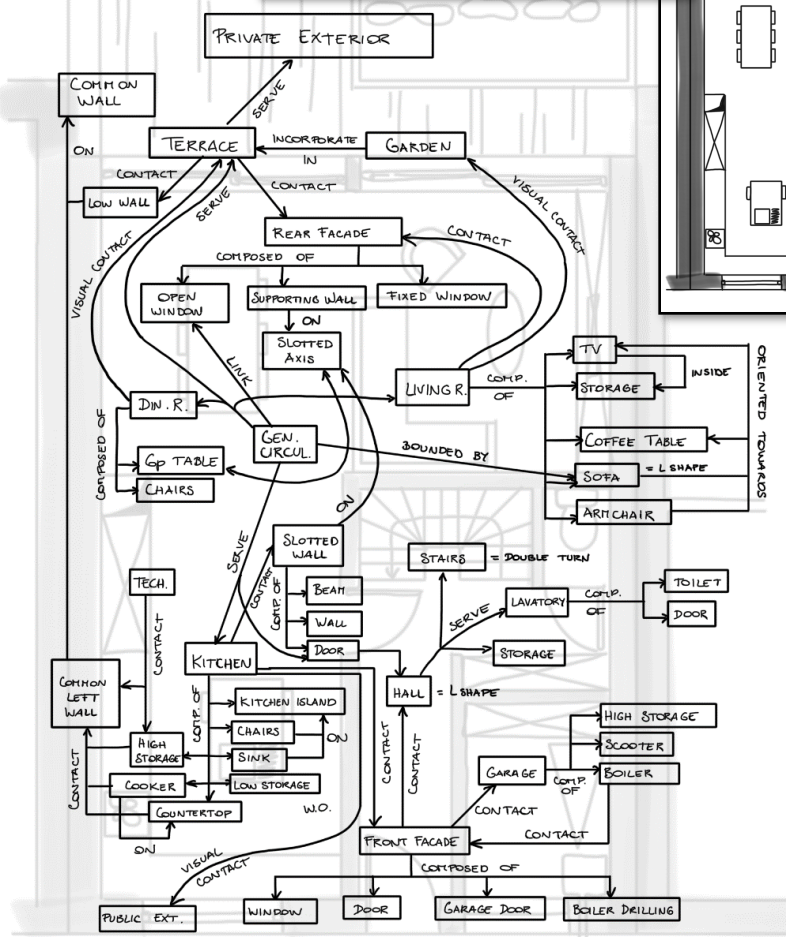 PRIVATE EXTERIOR
COMMON
WALL
SERVE
TERRACE
INCORPORATE
IN
GARDEN
ON
CONTACT
LOW WALL
SERVE
CONTACT
VISUAL CONTACT
REAR FACADE
CONTACT
VISUAL CONTACT
COMPOSED OF
OPEN
WINDOW
SUPPORTING WALL
FIXED WINDOW
ON
SLOTTED
AXIS
LINK
TV
INSIDE
ORIENTED TOWARDS
LIVING R.
COMP.
OF
STORAGE
DIN. R.
GEN.
CIRCUL.
BOUNDED BY
COFFEE TABLE
COMPOSED OF
6P TABLE
CHAIRS
SOFA
= L SHAPE
ARMCHAIR
ON
SERVE
SLOTTED
WALL
STAIRS
= DOUBLE TURN
TECH.
CONTACT
COMP. OF
BEAM
WALL
DOOR
LAVATORY
COMP.
OF
TOILET
DOOR
SERVE
STORAGE
CONTACT
KITCHEN
COMMON
LEFT
WALL
HALL
= L SHAPE
COMP. OF
KITCHEN ISLAND
CHAIRS
ON
SINK
HIGH
STORAGE
CONTACT
CONTACT
HIGH STORAGE
SCOOTER
BOILER
GARAGE
COMP.
OF
CONTACT
COOKER
LOW STORAGE
COUNTERTOP
W.O.
CONTACT
CONTACT
FRONT FACADE
ON
VISUAL
CONTACT
COMPOSED OF
PUBLIC EXT.
WINDOW
DOOR
GARAGE DOOR
BOILER DRILLING